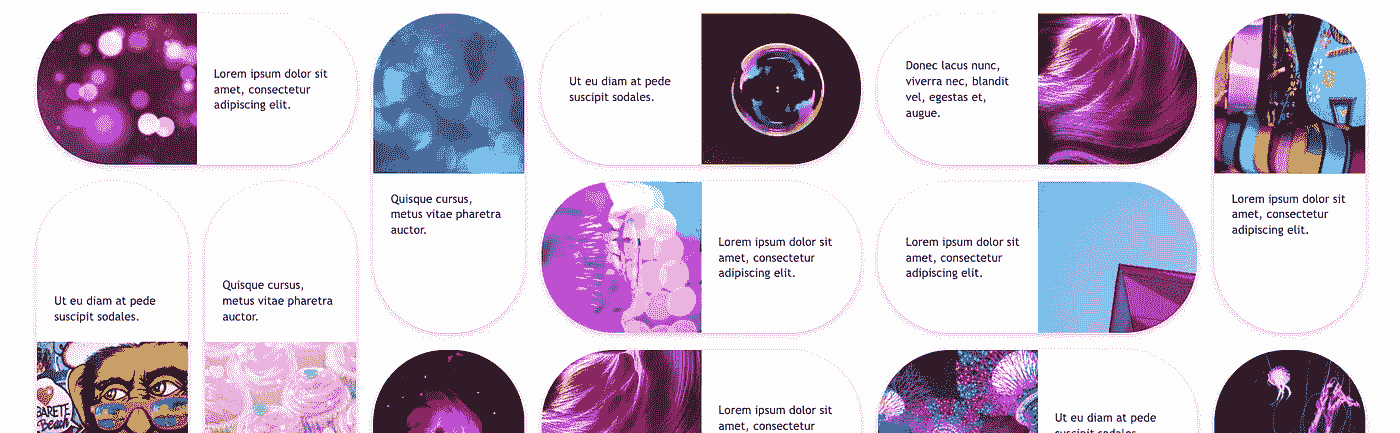 Lorem ipsum dolor sit
amet, consectetur
adipiscing elit.
Ut eu diam at pede
suscipit sodales.
Donec lacus nunc,
viverra nec, blandit
vel, egestas et,
augue.
Quisque cursus,
metus vitae pharetra
auctor.
Lorem ipsum dolor sit
amet, consectetur
adipiscing elit.
Lorem ipsum dolor sit
amet, consectetur
adipiscing elit.
Lorem ipsum dolor sit
amet, consectetur
adipiscing elit.
Ut eu diam at pede
suscipit sodales.
Quisque cursus,
metus vitae pharetra
auctor.
BARETE
Beach
Lorem ipsum dolor sit
amet, consectetur
Ut eu diam at pede
suscipit sodales.